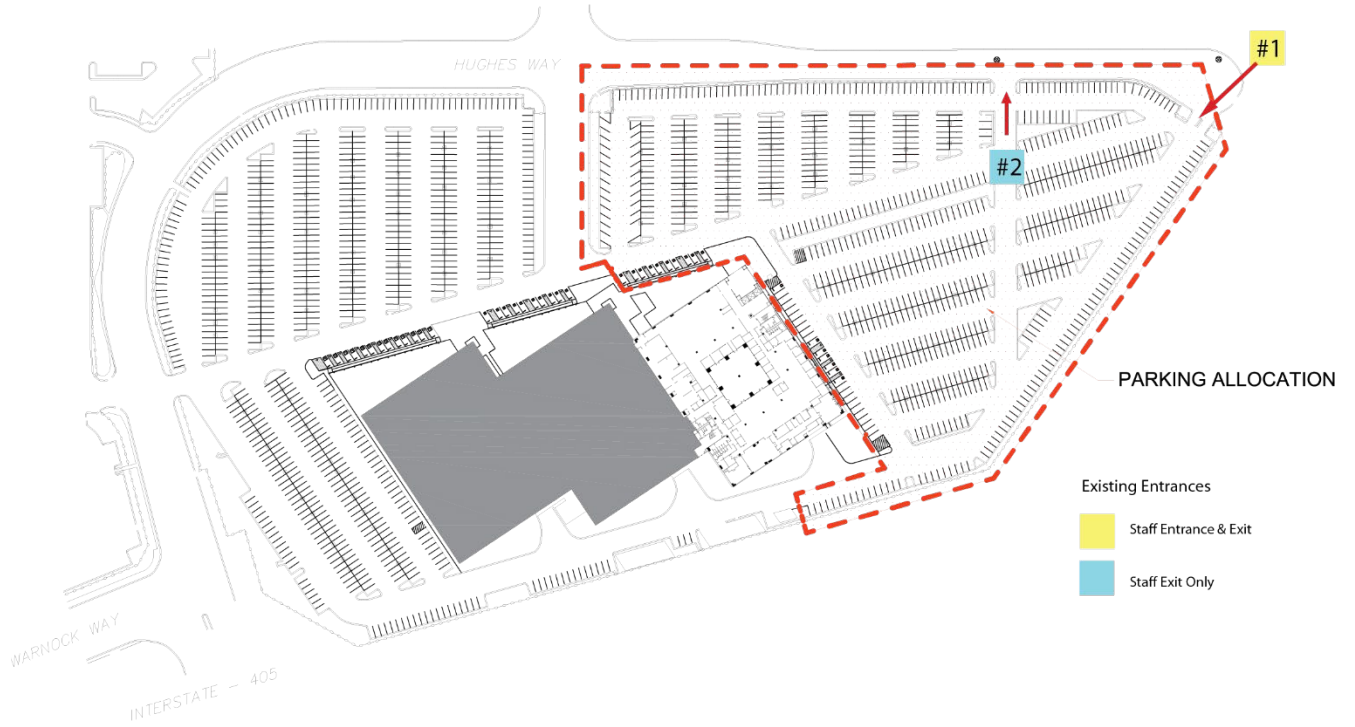 #1
HUGHES WAY
#2
PARKING ALLOCATION
Existing Entrances
Staff Entrance & Exit
Staff Exit Only
WARNOCK WAY
INTERSTATE - 405